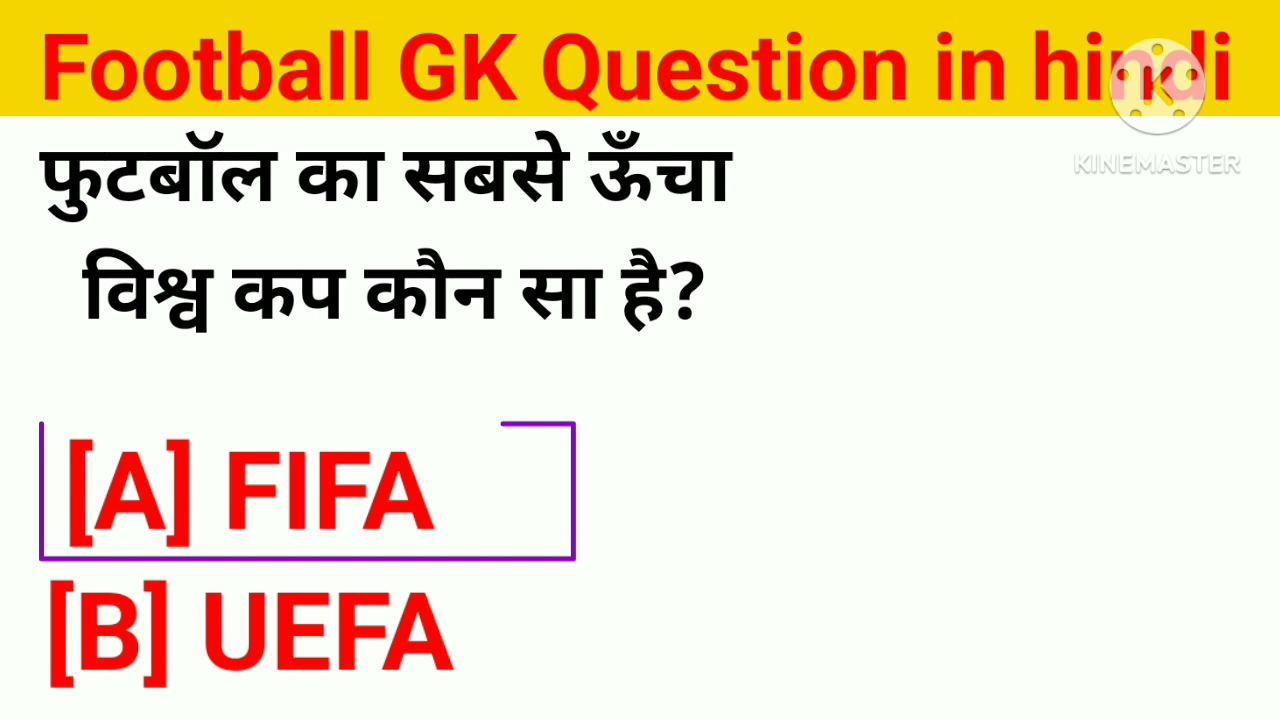 Football GK Question in hindi
KINEMASTER
फुटबॉल का सबसे ऊँचा
विश्व कप कौन सा है?
[A] FIFA
[B] UEFA